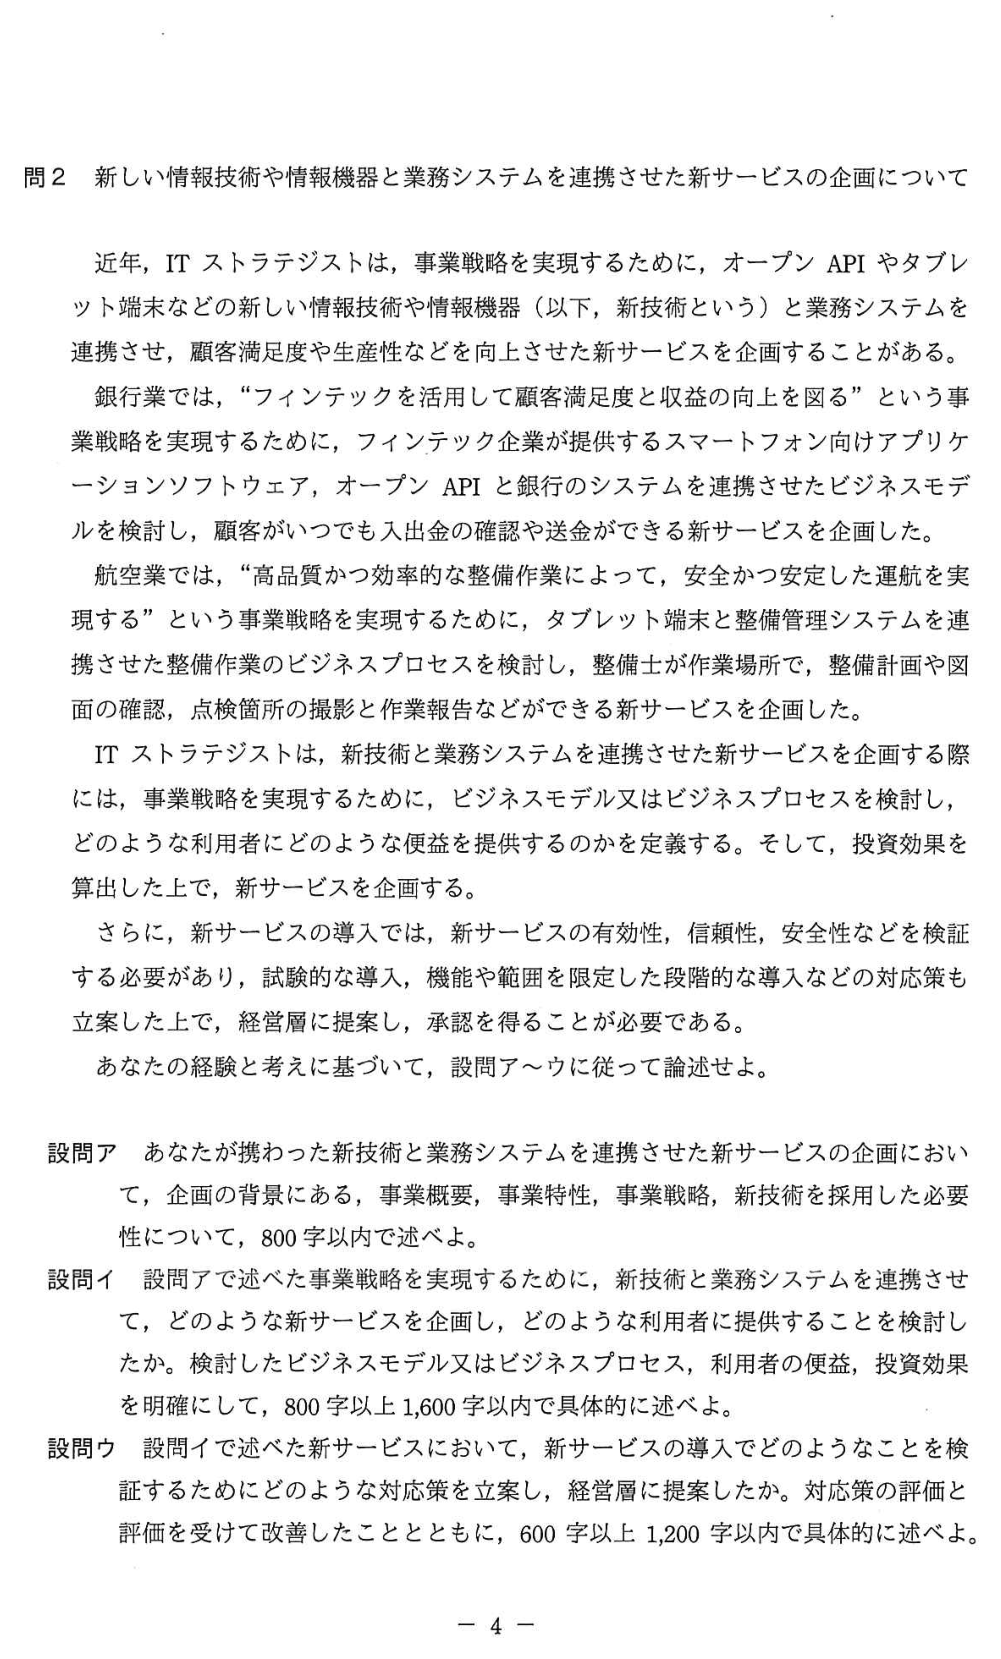 問2 新しい情報技術や情報機器と業務システムを連携させた新サービスの企画について
近年，IT ストラテジストは，事業戦略を実現するために，オープン API やタブレ
ット端末などの新しい情報技術や情報機器（以下，新技術という）と業務システムを
連携させ，顧客満足度や生産性などを向上させた新サービスを企画することがある。
銀行業では，“フィンテックを活用して顧客満足度と収益の向上を図る”という事
業戦略を実現するために，フィンテック企業が提供するスマートフォン向けアプリケ
ーションソフトウェア，オープン API と銀行のシステムを連携させたビジネスモデ
ルを検討し，顧客がいつでも入出金の確認や送金ができる新サービスを企画した。
航空業では，“高品質かつ効率的な整備作業によって，安全かつ安定した運航を実
現する”という事業戦略を実現するために，タブレット端末と整備管理システムを連
携させた整備作業のビジネスプロセスを検討し，整備士が作業場所で，整備計画や図
面の確認，点検箇所の撮影と作業報告などができる新サービスを企画した。
IT ストラテジストは，新技術と業務システムを連携させた新サービスを企画する際
には，事業戦略を実現するために，ビジネスモデル又はビジネスプロセスを検討し，
どのような利用者にどのような便益を提供するのかを定義する。そして，投資効果を
算出した上で，新サービスを企画する。
さらに，新サービスの導入では，新サービスの有効性，信頼性，安全性などを検証
する必要があり，試験的な導入，機能や範囲を限定した段階的な導入などの対応策も
立案した上で，経営層に提案し，承認を得ることが必要である。
あなたの経験と考えに基づいて，設問ア～ウに従って論述せよ。
設問ア あなたが携わった新技術と業務システムを連携させた新サービスの企画におい
て，企画の背景にある，事業概要，事業特性，事業戦略，新技術を採用した必要
性について，800 字以内で述べよ。
設問イ 設問アで述べた事業戦略を実現するために，新技術と業務システムを連携させ
て，どのような新サービスを企画し，どのような利用者に提供することを検討し
たか。検討したビジネスモデル又はビジネスプロセス，利用者の便益，投資効果
を明確にして，800 字以上 1,600 字以内で具体的に述べよ。
設問ウ 設問イで述べた新サービスにおいて，新サービスの導入でどのようなことを検
証するためにどのような対応策を立案し，経営層に提案したか。対応策の評価と
評価を受けて改善したこととともに，600 字以上 1,200 字以内で具体的に述べよ。
－ 4 －